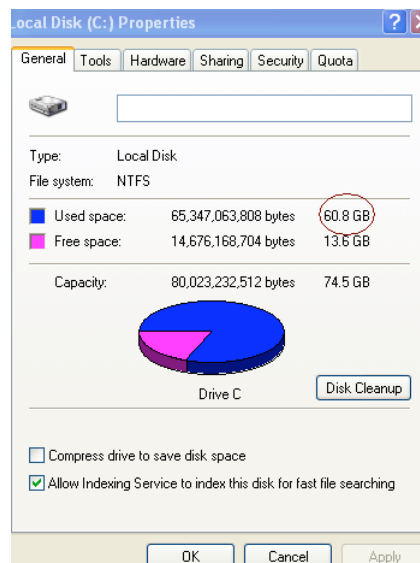 Local Disk (C:) Properties
General Tools Hardware Sharing Security Quota
Type: Local Disk
File system: NTFS
Used space: 65,347,063,808 bytes 60.8 GB
Free space: 14,676,168,704 bytes 13.6 GB
Capacity: 80,023,232,512 bytes 74.5 GB
Drive C
Disk Cleanup
Compress drive to save disk space
Allow Indexing Service to index this disk for fast file searching
OK Cancel Apply